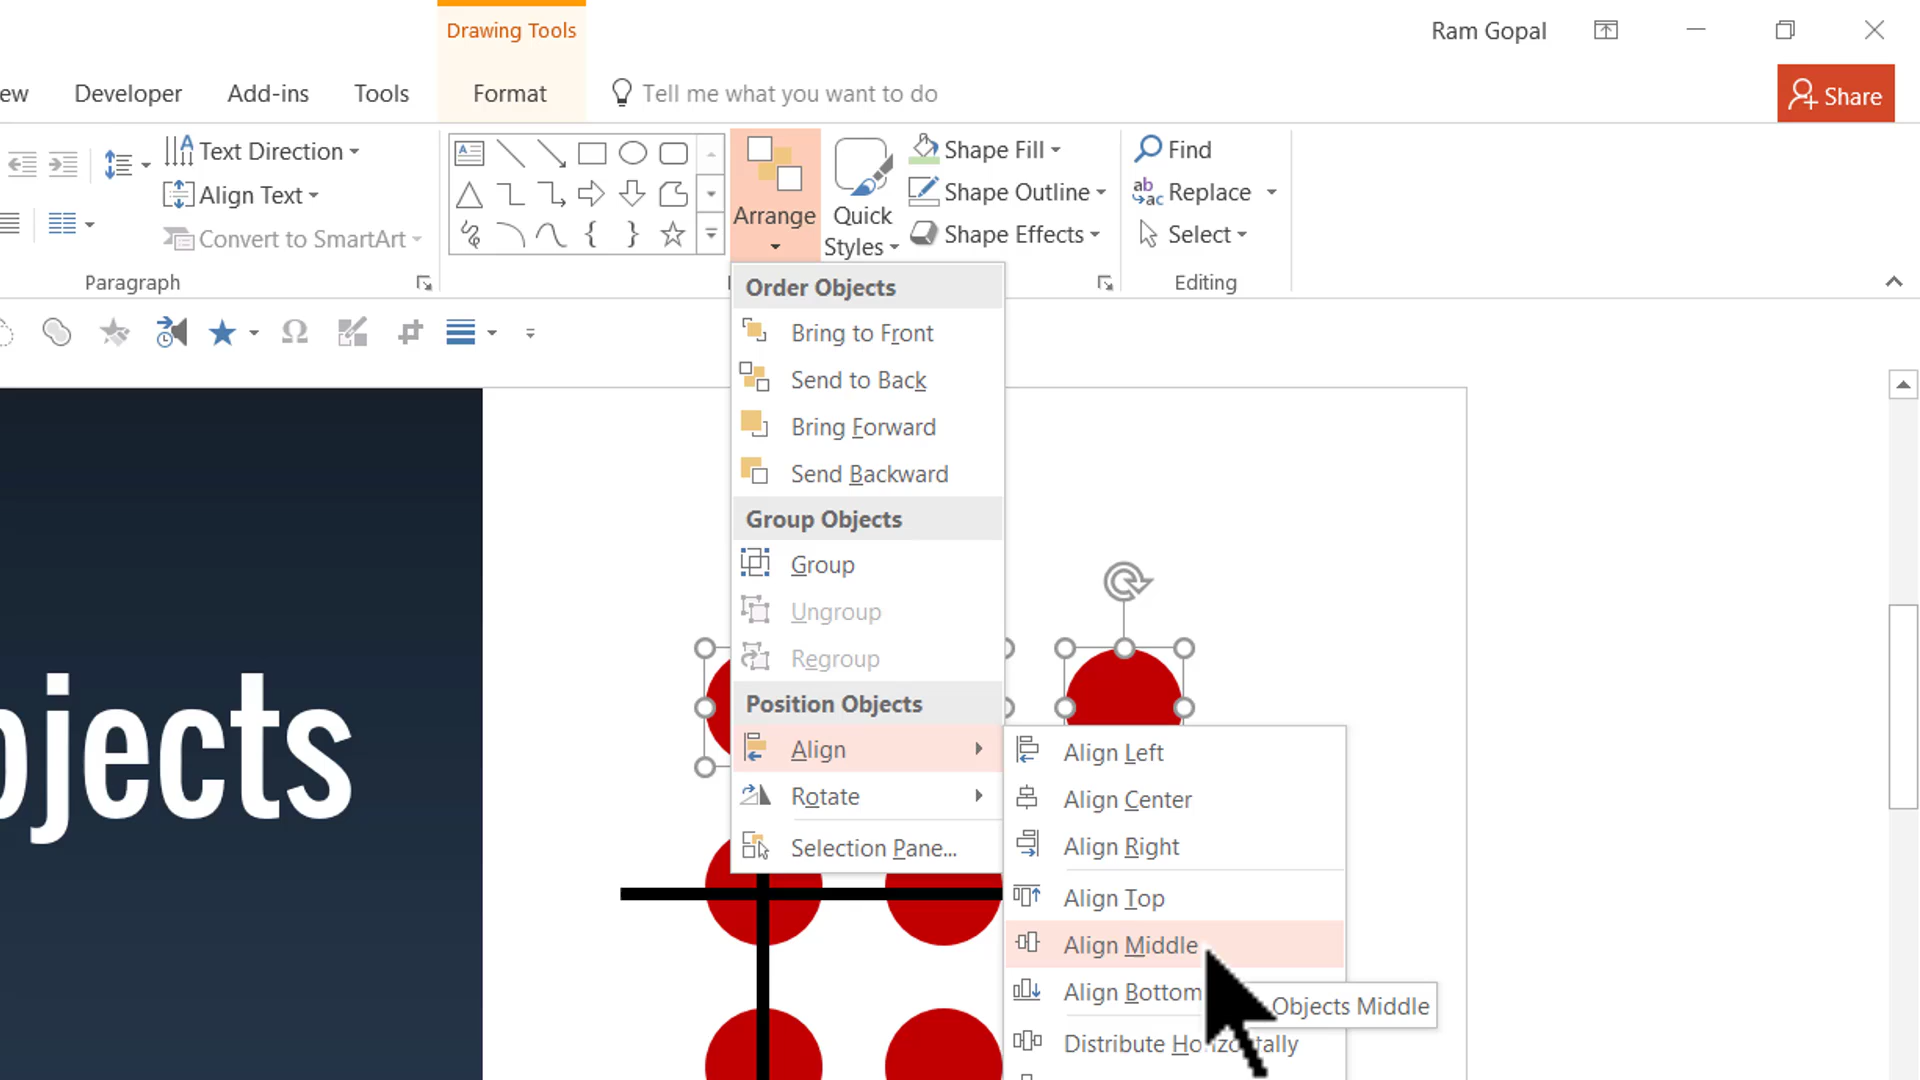 Drawing Tools
Ram Gopal
ew
Developer
Add-ins
Tools
Format
Tell me what you want to do
Share
Text Direction
Align Text
Convert to SmartArt
Paragraph
Arrange
Quick
Styles
Shape Fill
Shape Outline
Shape Effects
Find
Replace
Select
Editing
Order Objects
Bring to Front
Send to Back
Bring Forward
Send Backward
Group Objects
Group
Ungroup
Regroup
Position Objects
Align
Rotate
Selection Pane...
Align Left
Align Center
Align Right
Align Top
Align Middle
Align Bottom
Objects Middle
Distribute Horizontally
bjects